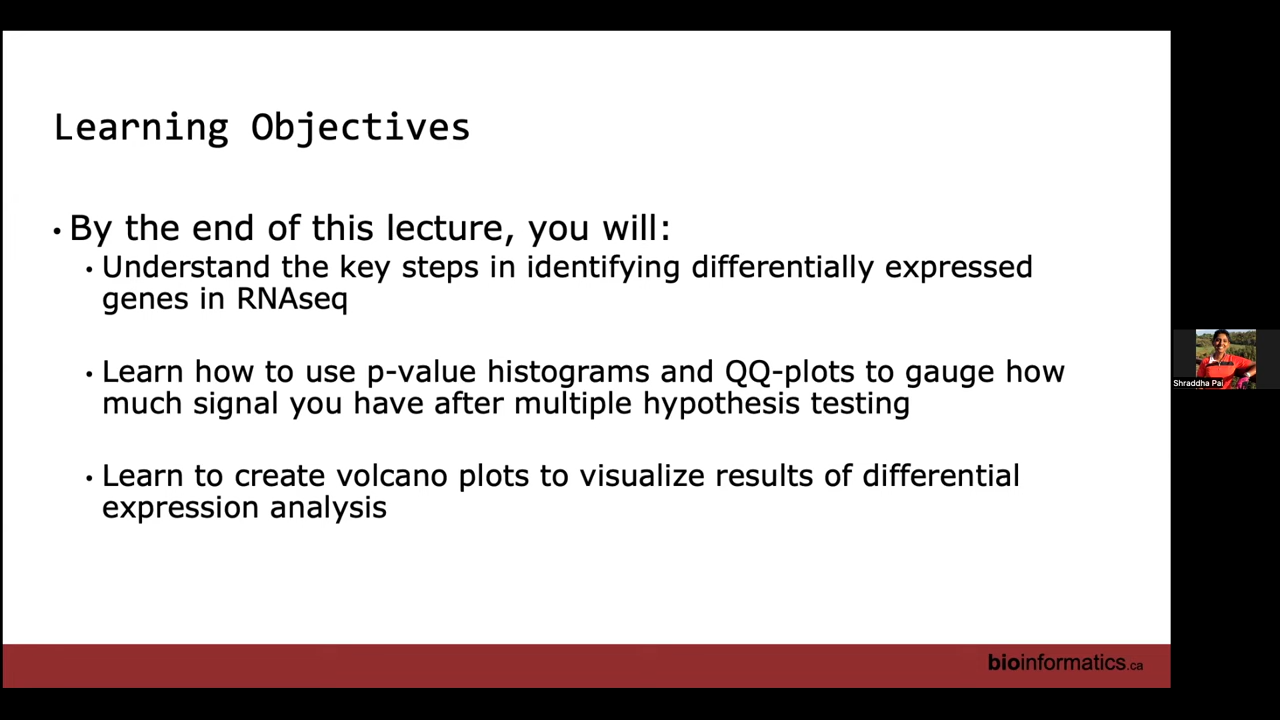 Learning Objectives
• By the end of this lecture, you will:
• Understand the key steps in identifying differentially expressed
genes in RNAseq
• Learn how to use p-value histograms and QQ-plots to gauge how
much signal you have after multiple hypothesis testing
• Learn to create volcano plots to visualize results of differential
expression analysis
bioinformatics.ca
Shraddha Pai